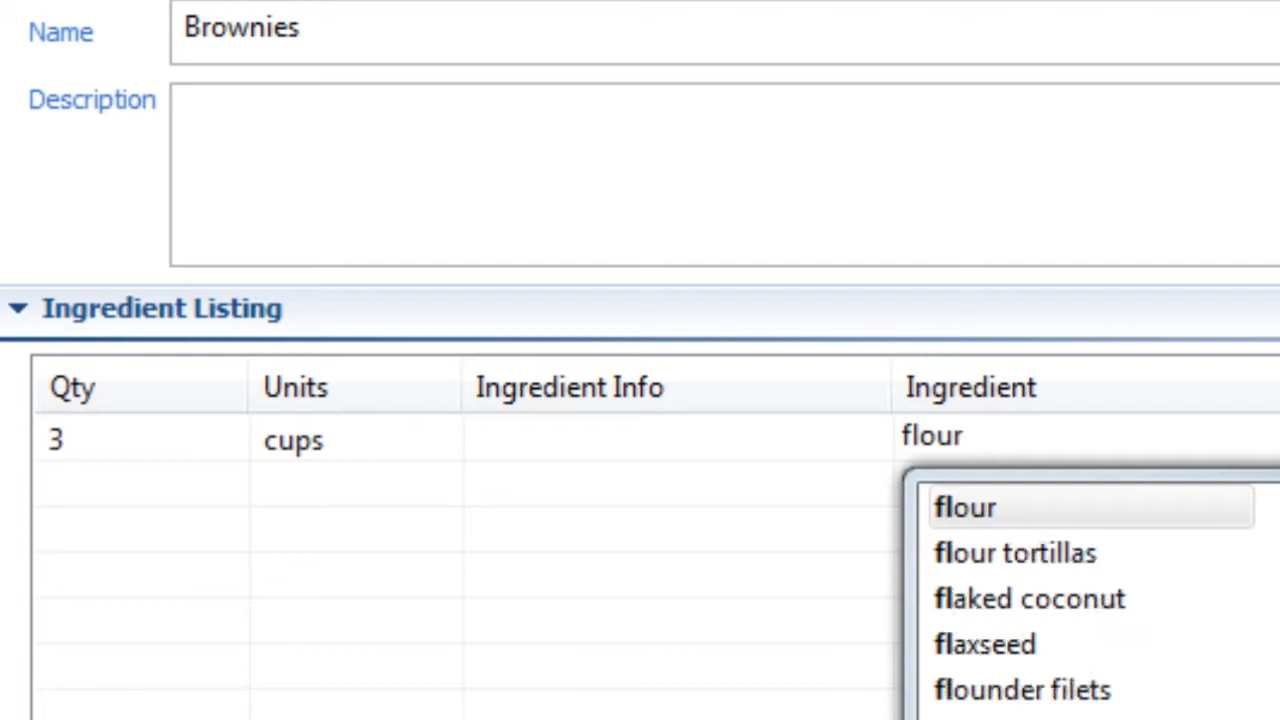 Name Brownies
Description
Ingredient Listing
Qty Units Ingredient Info Ingredient
3 cups flour
flour
flour tortillas
flaked coconut
flaxseed
flounder filets